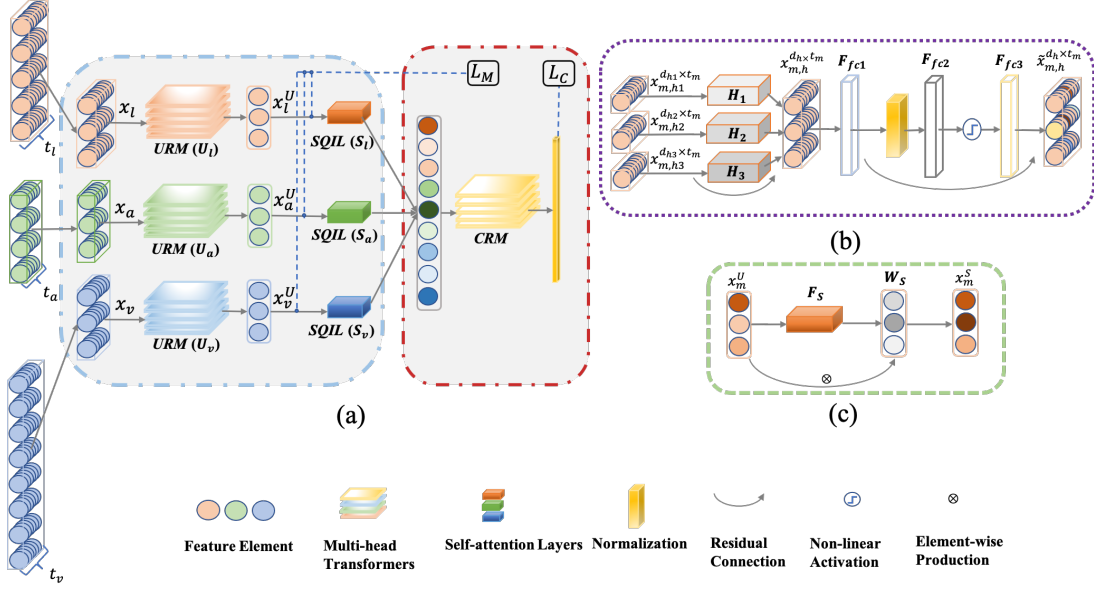 t_l
x_l
URM (U_l)
x_l^U
SQIL (S_l)
L_M
L_C
t_a
x_a
URM (U_a)
x_a^U
SQIL (S_a)
CRM
x_v
URM (U_v)
x_v^U
SQIL (S_v)
t_v
(a)
x_{m,h1}^{d_{h1}×t_m}
H_1
x_{m,h2}^{d_{h2}×t_m}
H_2
x_{m,h3}^{d_{h3}×t_m}
H_3
x_{m,h}^{d_{h×t_m}}
F_{fc1}
F_{fc2}
F_{fc3}
x̃_{m,h}^{d_h×t_m}
(b)
x_m^U
F_S
W_S
x_m^S
(c)
Feature Element
Multi-head
Transformers
Self-attention Layers
Normalization
Residual
Connection
Non-linear
Activation
Element-wise
Production